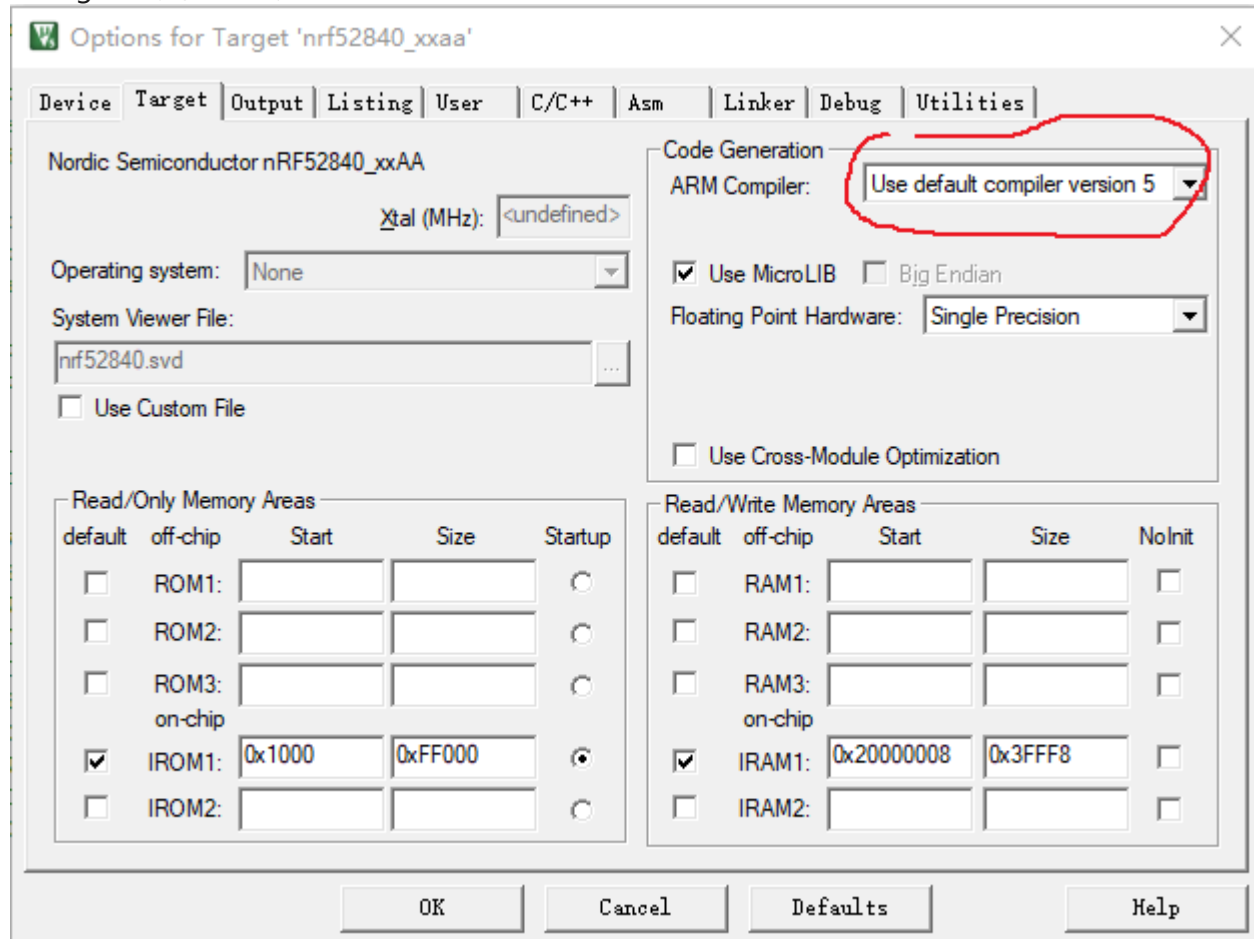 Options for Target 'nrf52840_xxaa'
Device Target Output Listing User C/C++ Asm Linker Debug Utilities
Nordic Semiconductor nRF52840_xxAA
Xtal (MHz): <undefined>
Operating system: None
System Viewer File:
nrf52840.svd ...
Use Custom File
Code Generation
ARM Compiler: Use default compiler version 5
Use MicroLIB Big Endian
Floating Point Hardware: Single Precision
Use Cross-Module Optimization
Read/Only Memory Areas
default off-chip Start Size Startup
ROM1:
ROM2:
ROM3:
on-chip
IROM1: 0x1000 0xFF000
IROM2:
Read/Write Memory Areas
default off-chip Start Size NoInit
RAM1:
RAM2:
RAM3:
on-chip
IRAM1: 0x20000008 0x3FFF8
IRAM2:
OK Cancel Defaults Help